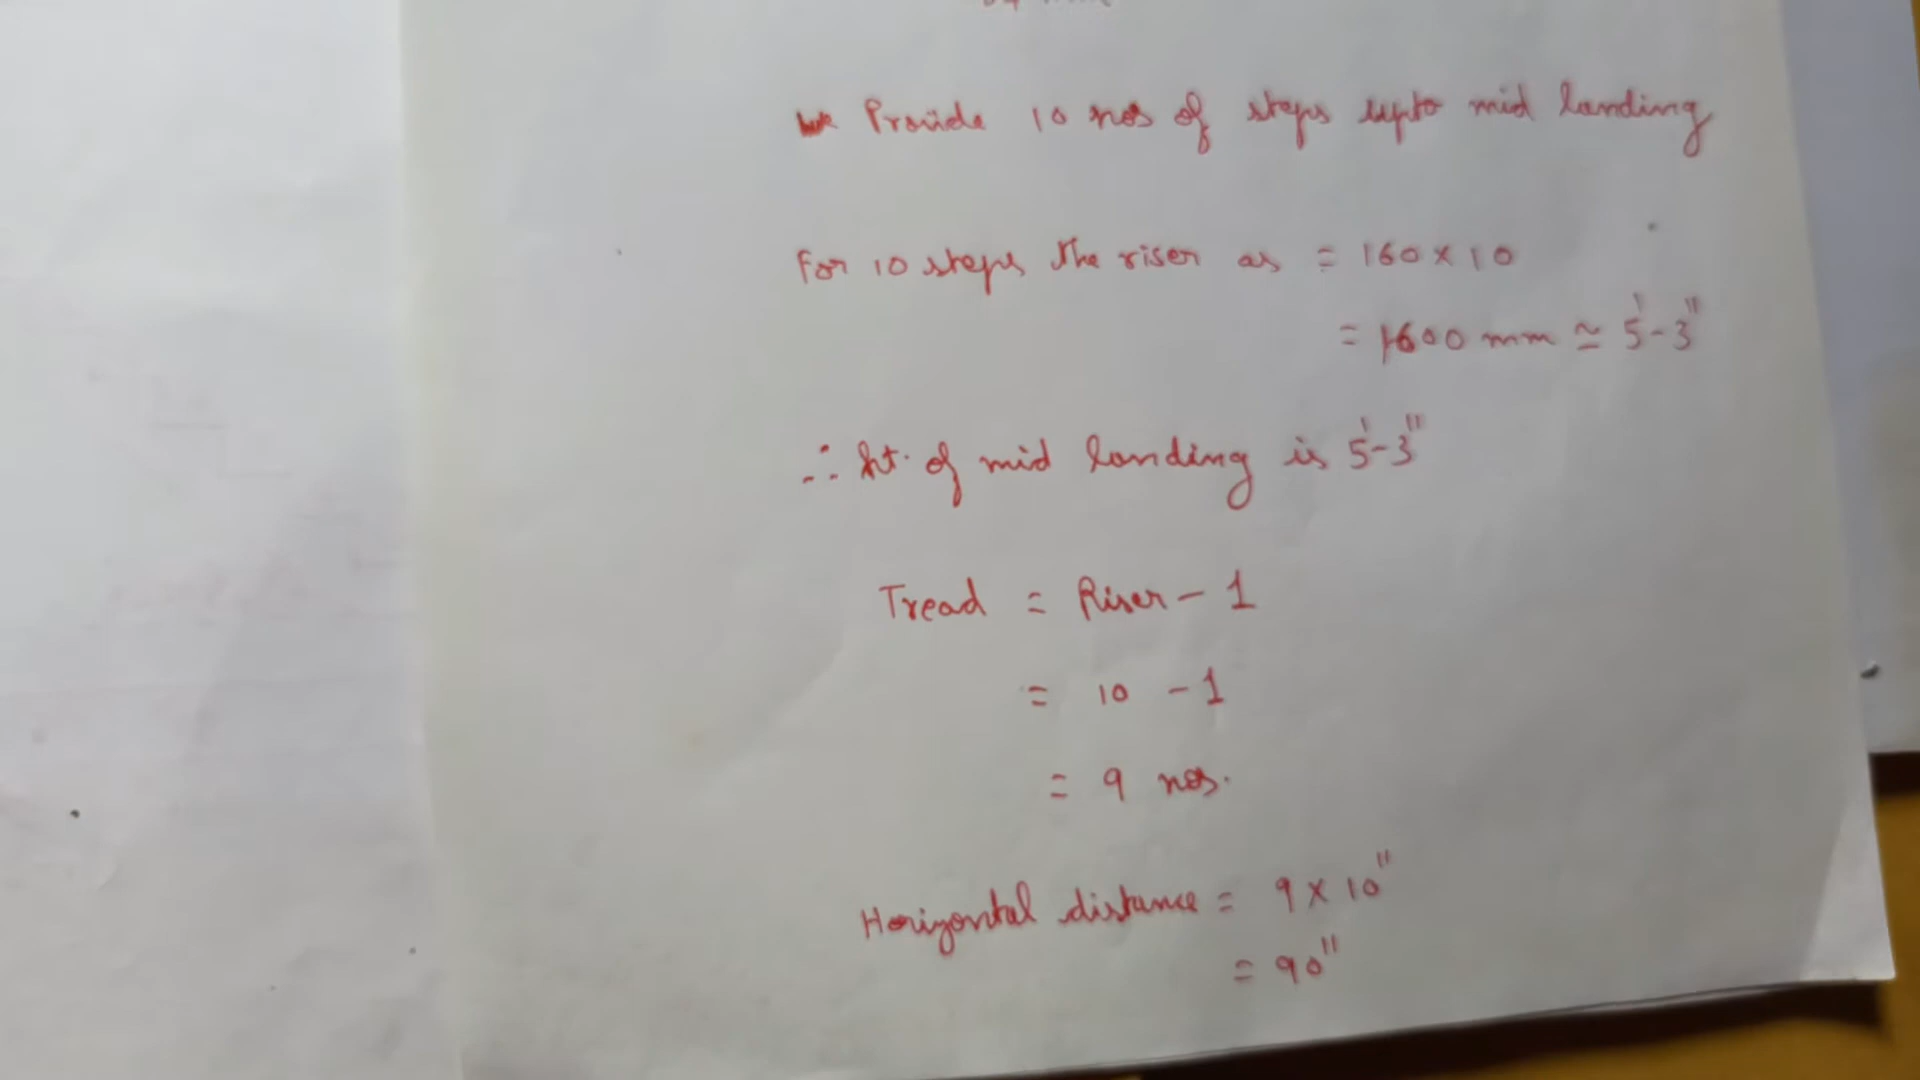 We Provide 10 nos of steps upto mid landing
For 10 steps the riser as = 160 x 10
= 1600 mm ≃ 5'-3"
∴ ht. of mid landing is 5'-3"
Tread = Riser - 1
= 10 - 1
= 9 nos.
Horizontal distance = 9 x 10"
= 90"